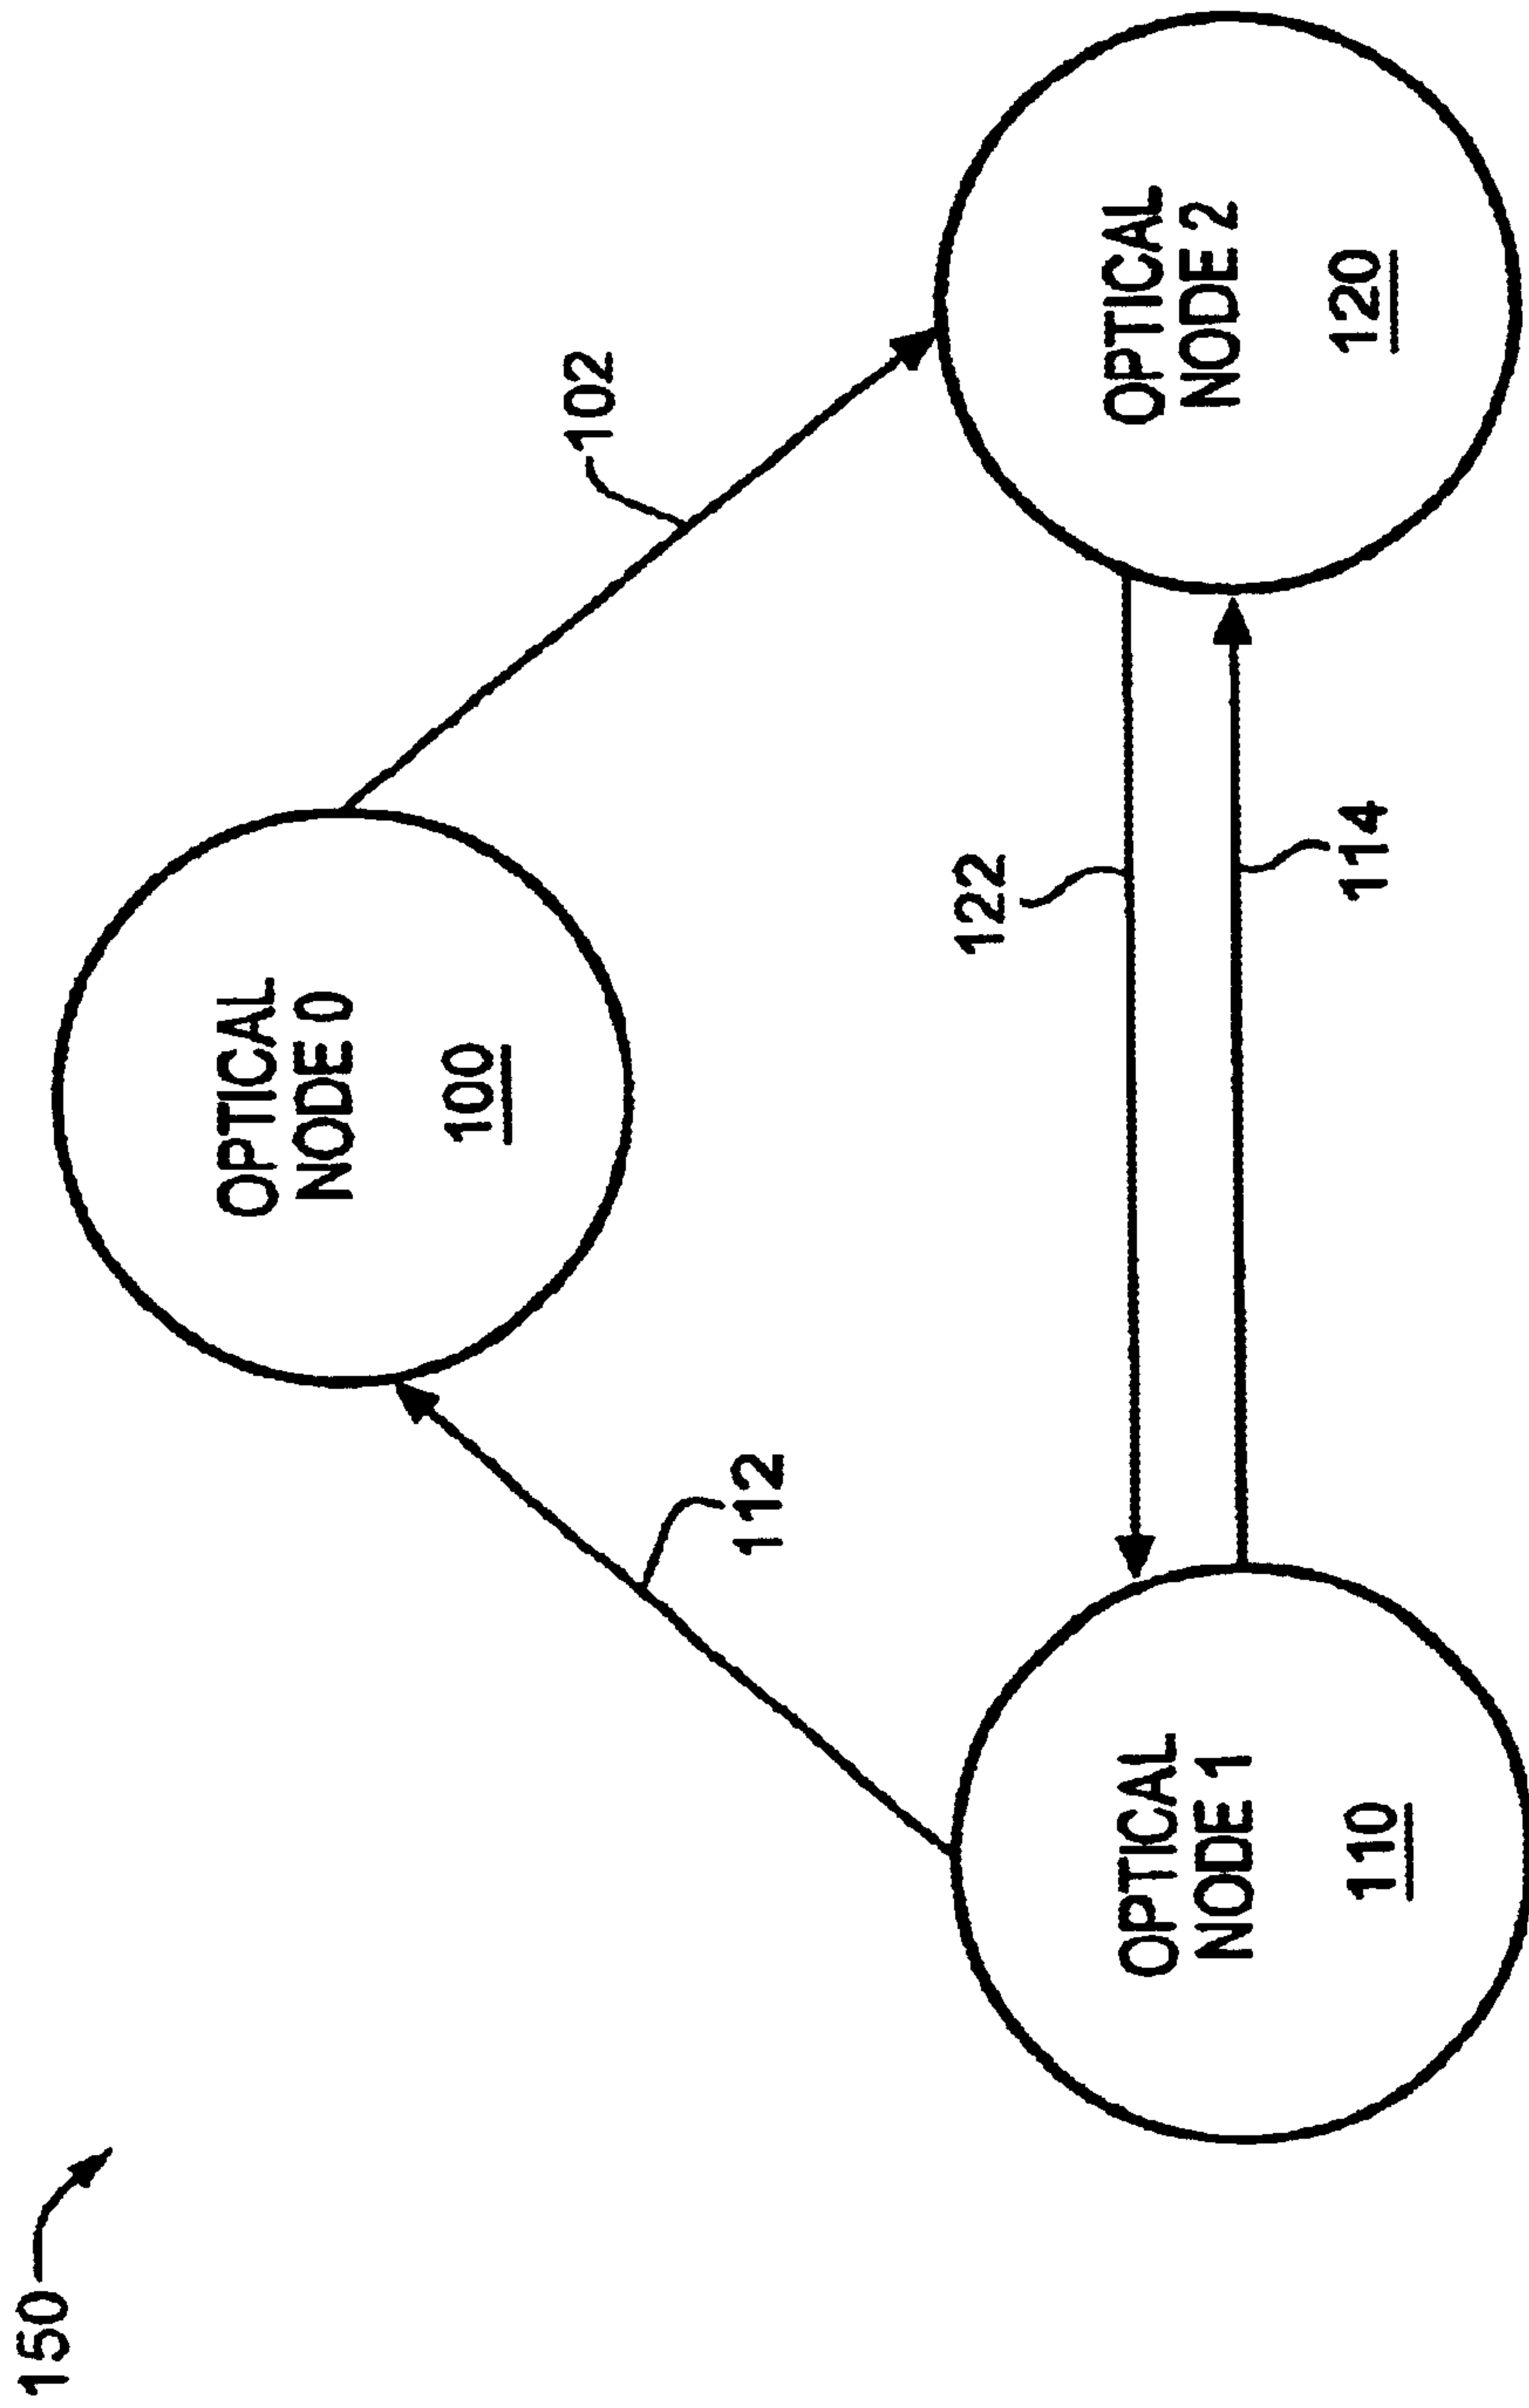 150
OPTICAL
NODE 0
100
102
112
122
114
OPTICAL
NODE 1
110
OPTICAL
NODE 2
120